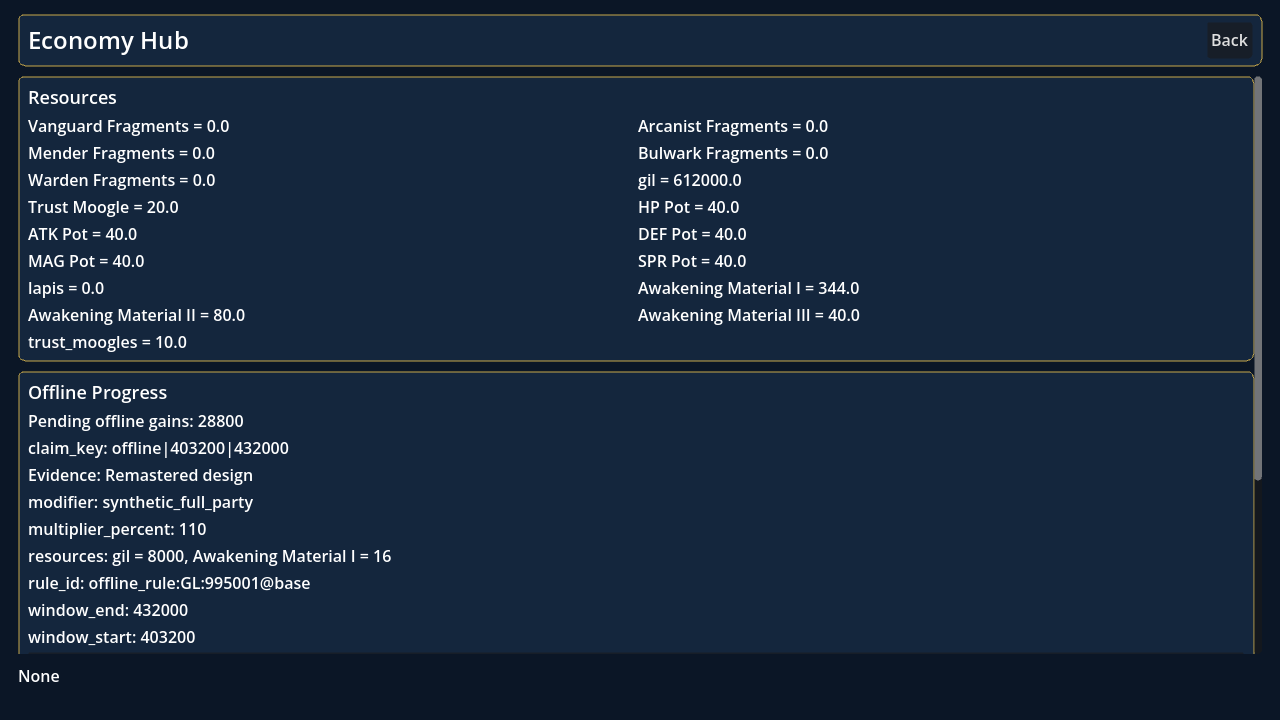 Economy Hub
Back
Resources
Vanguard Fragments = 0.0
Arcanist Fragments = 0.0
Mender Fragments = 0.0
Bulwark Fragments = 0.0
Warden Fragments = 0.0
gil = 612000.0
Trust Moogle = 20.0
HP Pot = 40.0
ATK Pot = 40.0
DEF Pot = 40.0
MAG Pot = 40.0
SPR Pot = 40.0
lapis = 0.0
Awakening Material I = 344.0
Awakening Material II = 80.0
Awakening Material III = 40.0
trust_moogles = 10.0
Offline Progress
Pending offline gains: 28800
claim_key: offline|403200|432000
Evidence: Remastered design
modifier: synthetic_full_party
multiplier_percent: 110
resources: gil = 8000, Awakening Material I = 16
rule_id: offline_rule:GL:995001@base
window_end: 432000
window_start: 403200
None